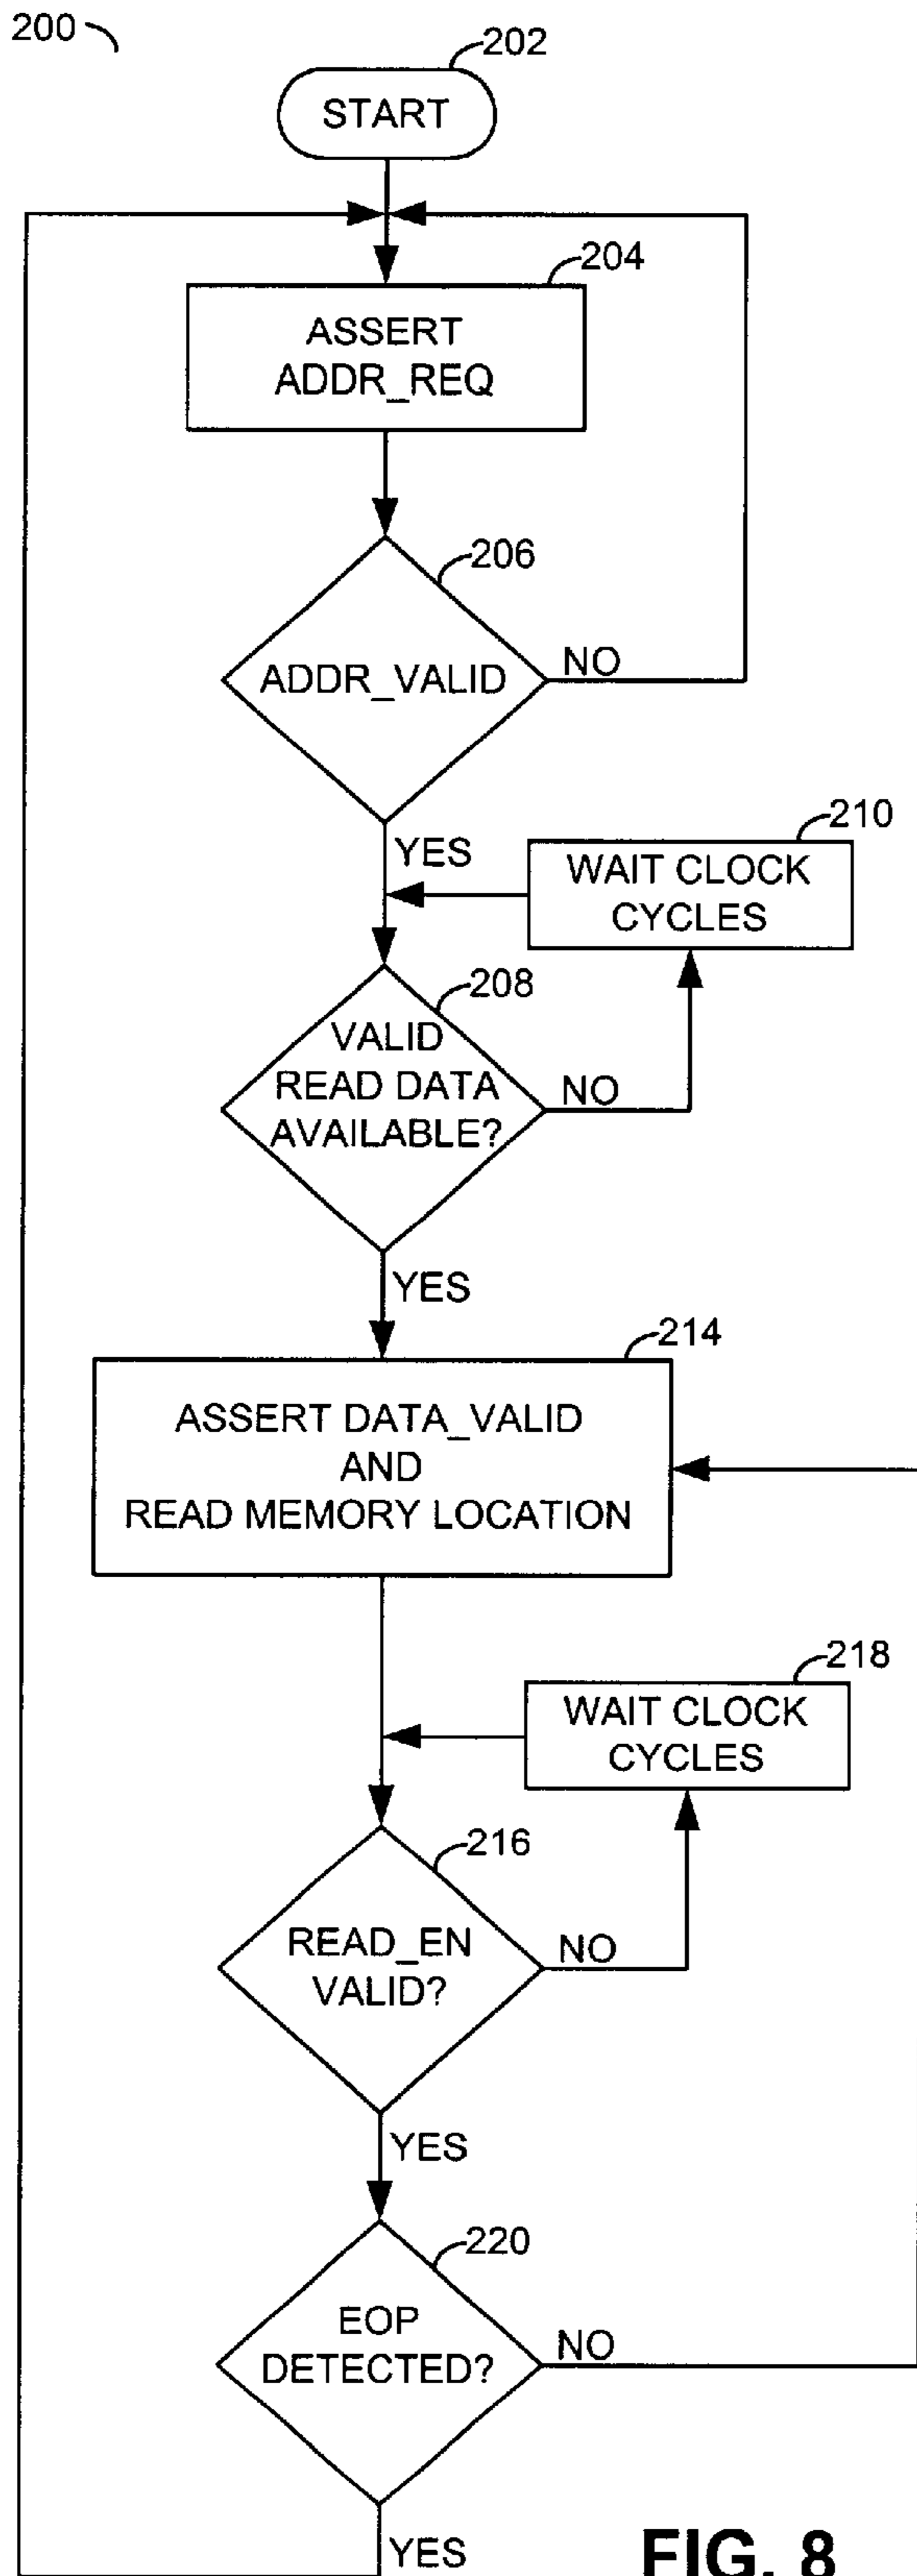 200
202
START
204
ASSERT
ADDR_REQ
206
ADDR_VALID
NO
YES
210
WAIT CLOCK
CYCLES
208
VALID
READ DATA
AVAILABLE?
NO
YES
214
ASSERT DATA_VALID
AND
READ MEMORY LOCATION
218
WAIT CLOCK
CYCLES
216
READ_EN
VALID?
NO
YES
220
EOP
DETECTED?
NO
YES
FIG. 8